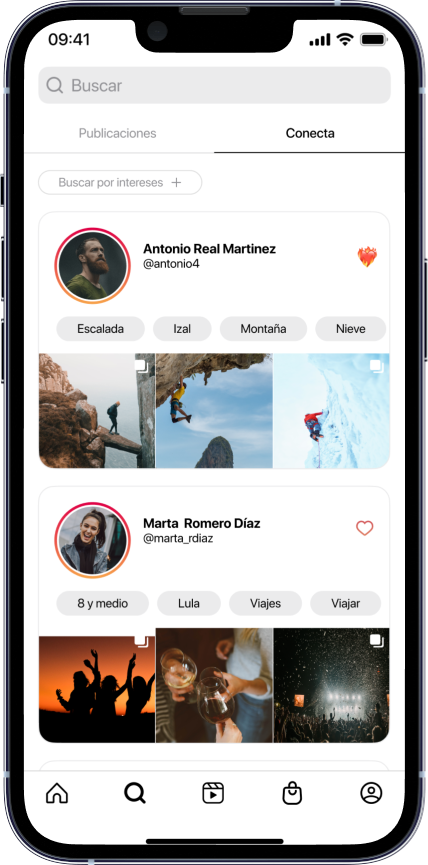 09:41
Buscar
Publicaciones
Conecta
Buscar por intereses +
Antonio Real Martinez
@antonio4
Escalada
Izal
Montaña
Nieve
Marta Romero Díaz
@marta_rdiaz
8 y medio
Lula
Viajes
Viajar